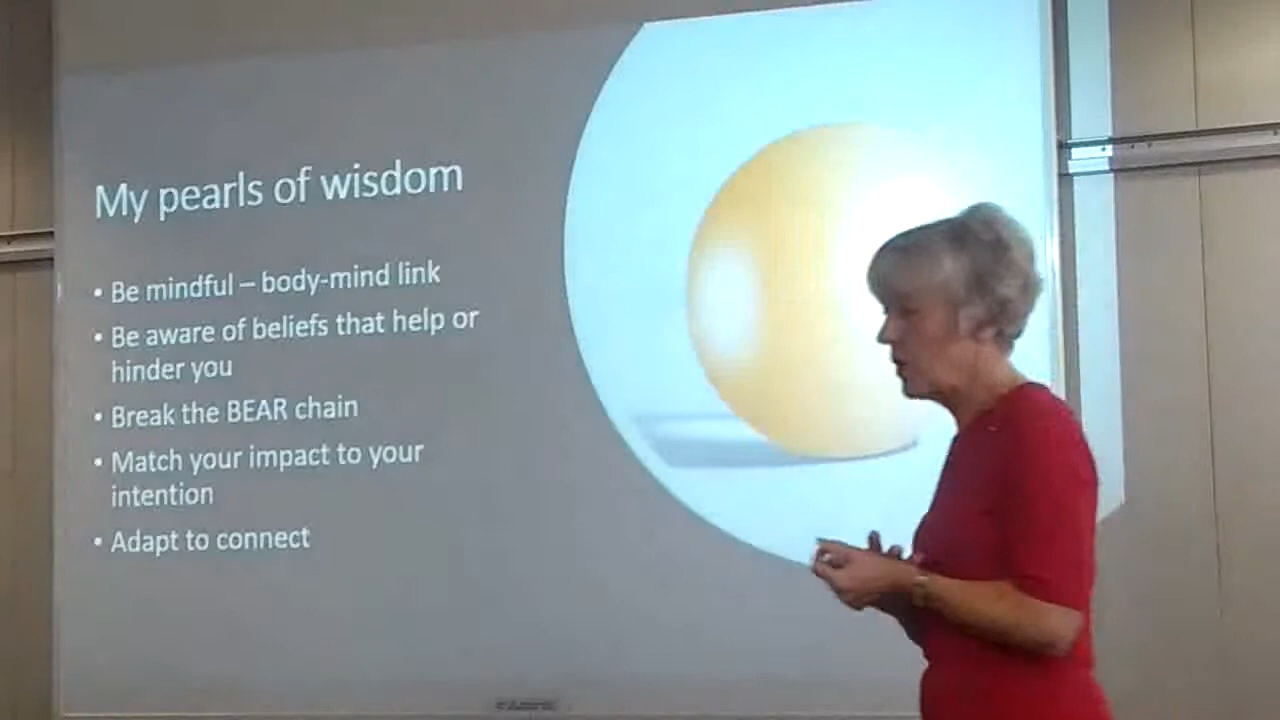 My pearls of wisdom
• Be mindful – body-mind link
• Be aware of beliefs that help or
hinder you
• Break the BEAR chain
• Match your impact to your
intention
• Adapt to connect